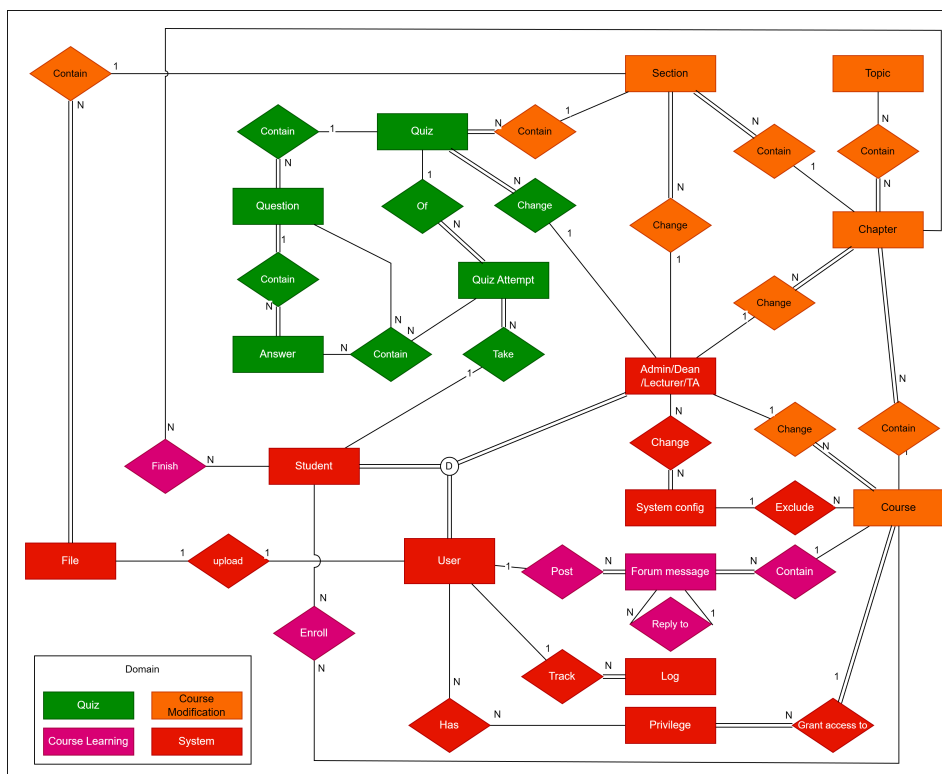 Contain
1
N
Section
Topic
Contain
1
Quiz
N
Contain
1
N
N
Contain
N
Contain
N
1
N
Question
1
Of
N
N
Change
1
N
Change
1
1
N
Chapter
1
Contain
N
Quiz Attempt
N
Change
1
N
N
N
Answer
N
Contain
Take
1
Admin/Dean
/Lecturer/TA
N
1
Change
N
N
Contain
1
N
Change
N
N
Finish
N
Student
D
System config
1
Exclude
N
Course
File
1
upload
1
User
1
Post
N
Forum message
N
Contain
1
N
Enroll
N
N
Reply to
1
1
Track
N
Log
1
N
Has
N
Privilege
N
Grant access to
Domain
Quiz
Course
Modification
Course Learning
System